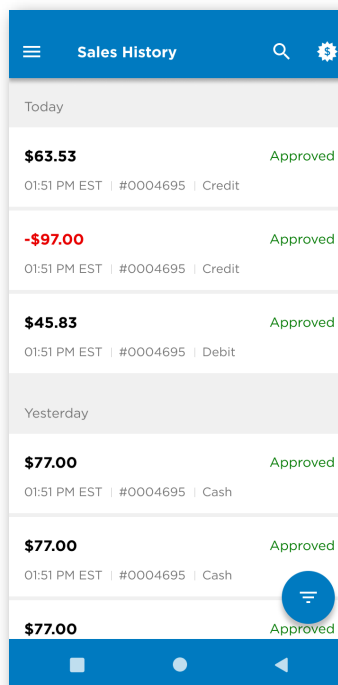 Sales History
$
Today
$63.53 Approved
01:51 PM EST | #0004695 | Credit
-$97.00 Approved
01:51 PM EST | #0004695 | Credit
$45.83 Approved
01:51 PM EST | #0004695 | Debit
Yesterday
$77.00 Approved
01:51 PM EST | #0004695 | Cash
$77.00 Approved
01:51 PM EST | #0004695 | Cash
$77.00 Approved